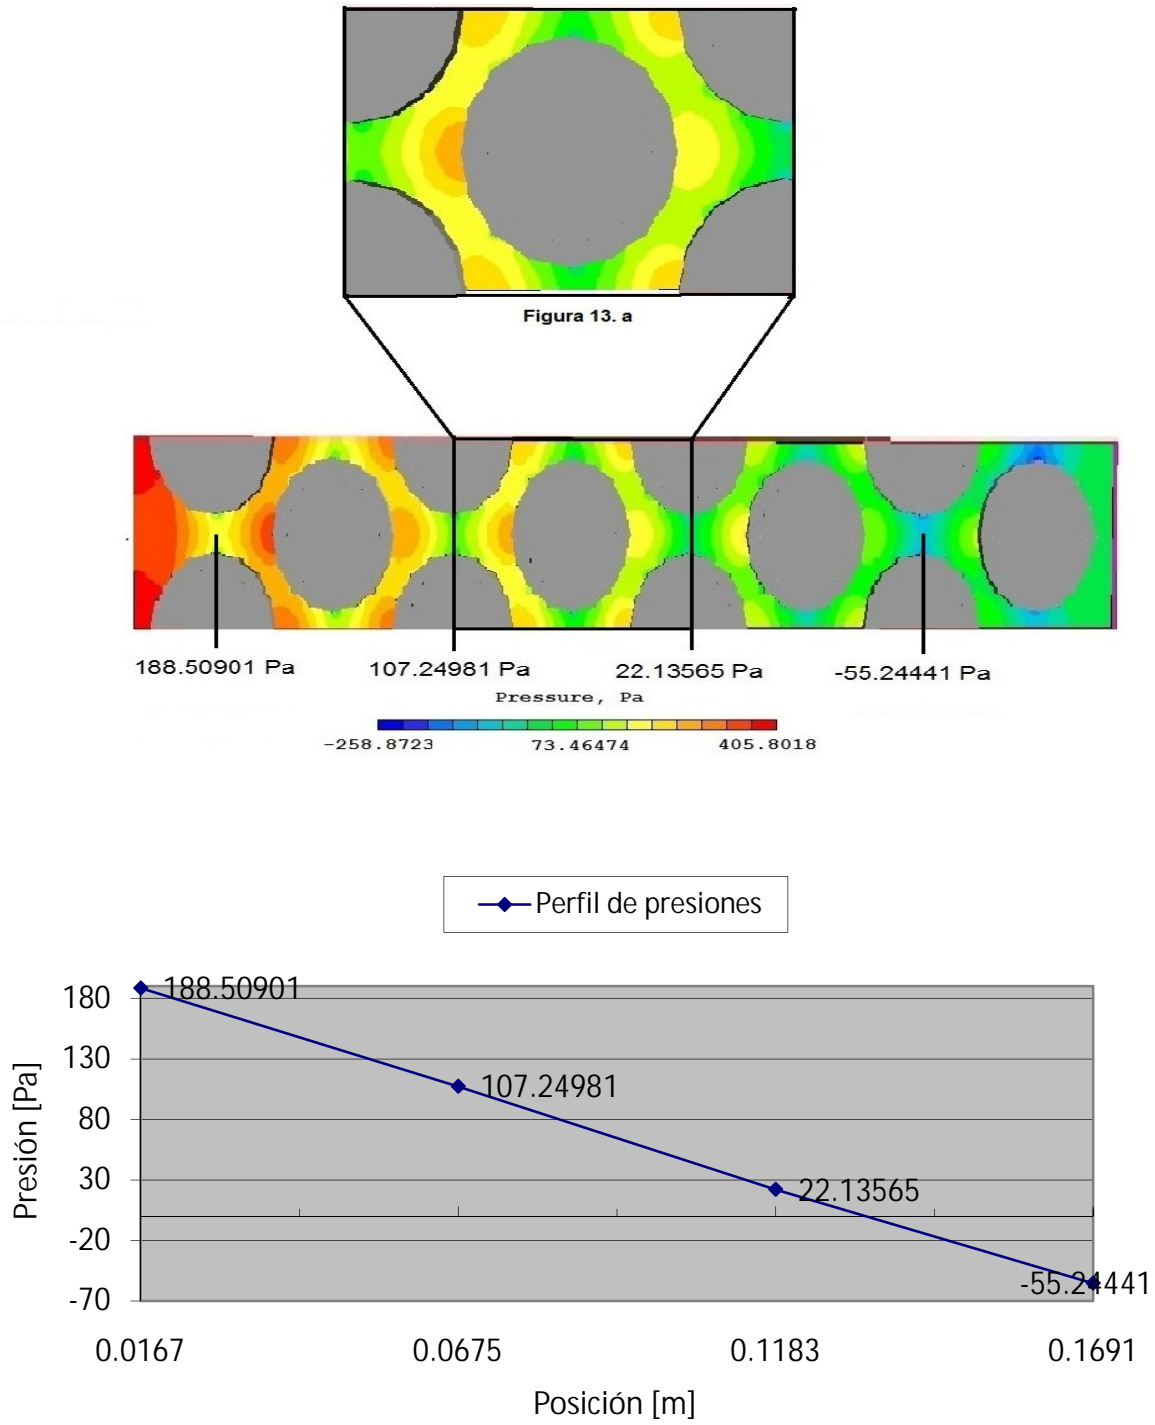 Figura 13. a
188.50901 Pa
107.24981 Pa
22.13565 Pa
-55.24441 Pa
Pressure, Pa
-258.8723
73.46474
405.8018
Perfil de presiones
Presión [Pa]
180
130
80
30
-20
-70
188.50901
107.24981
22.13565
-55.24441
0.0167
0.0675
0.1183
0.1691
Posición [m]